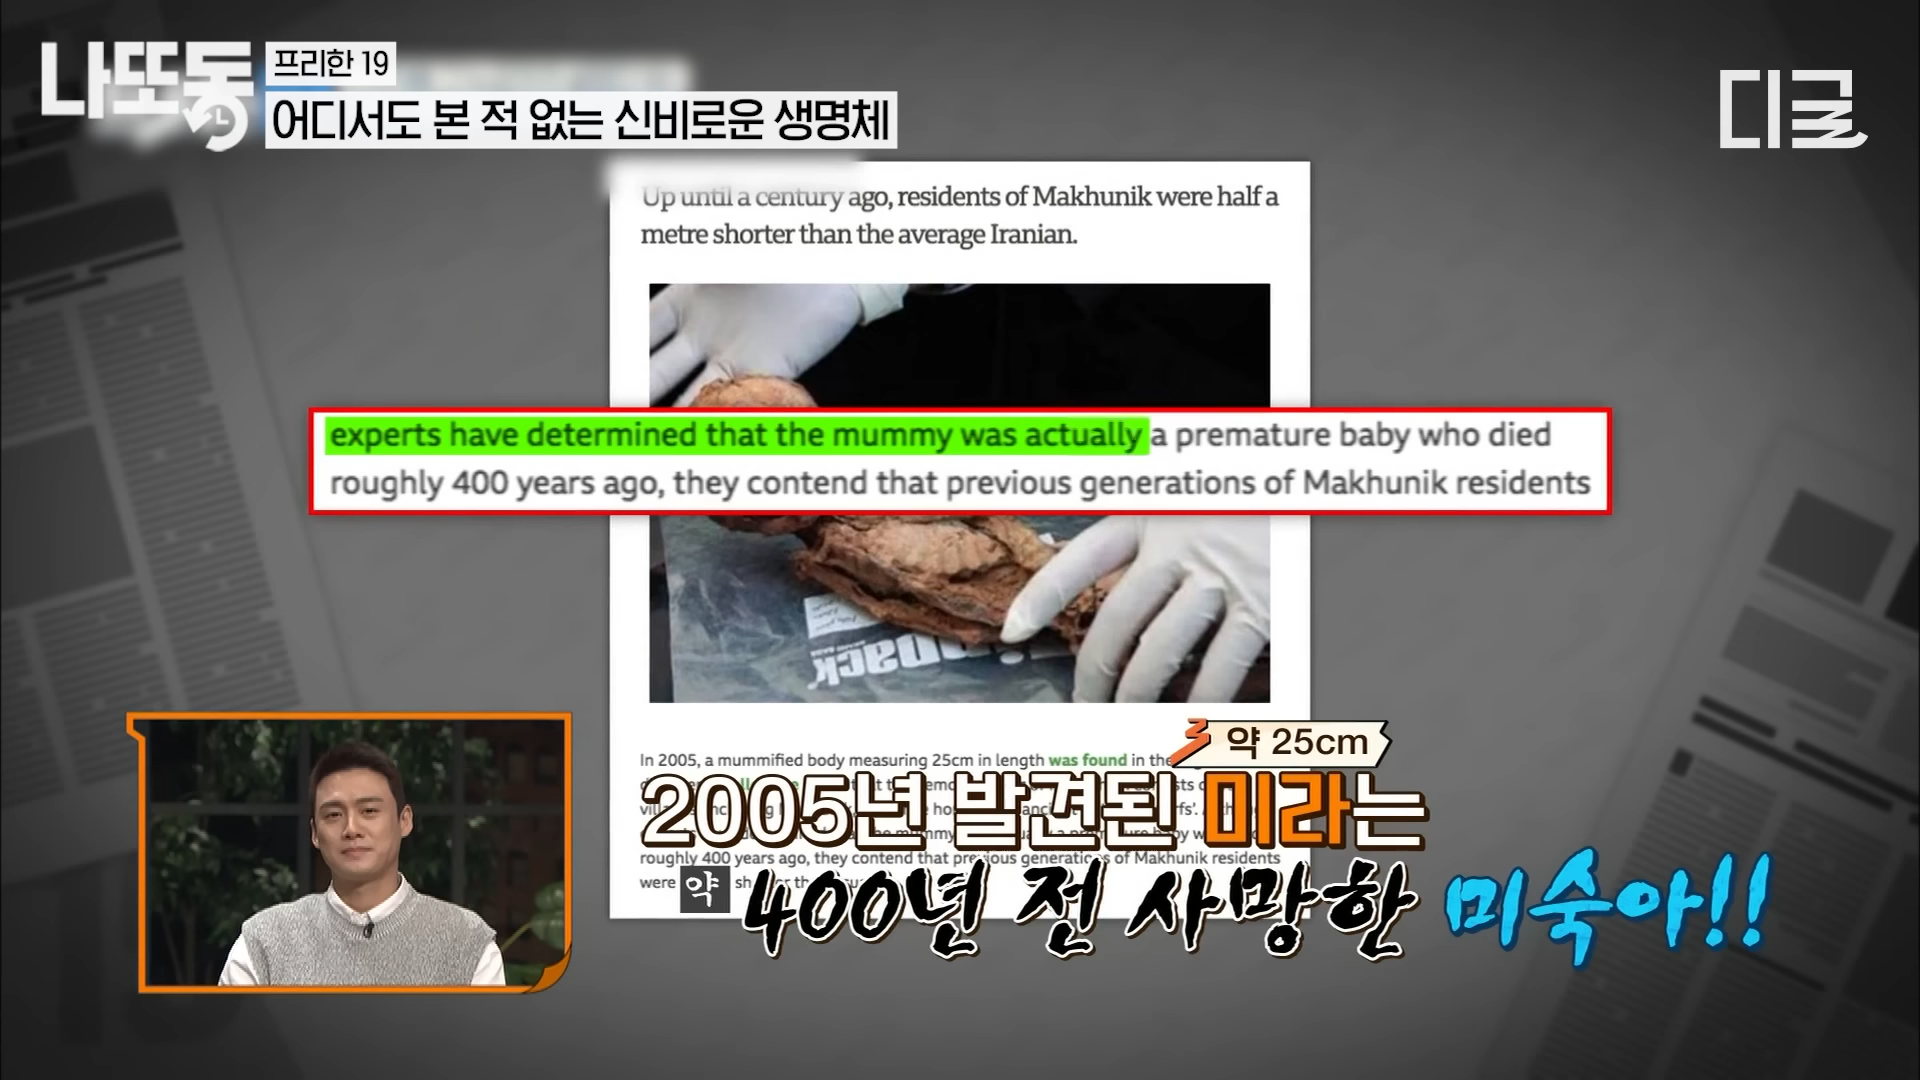 나또동
프리한 19
어디서도 본 적 없는 신비로운 생명체
디글
Up until a century ago, residents of Makhunik were half a
metre shorter than the average Iranian.
experts have determined that the mummy was actually a premature baby who died
roughly 400 years ago, they contend that previous generations of Makhunik residents
In 2005, a mummified body measuring 25cm in length was found in the
약 25cm
2005년 발견된 미라는
roughly 400 years ago, they contend that previous generations of Makhunik residents
were
약 400년 전 사망한 미숙아!!